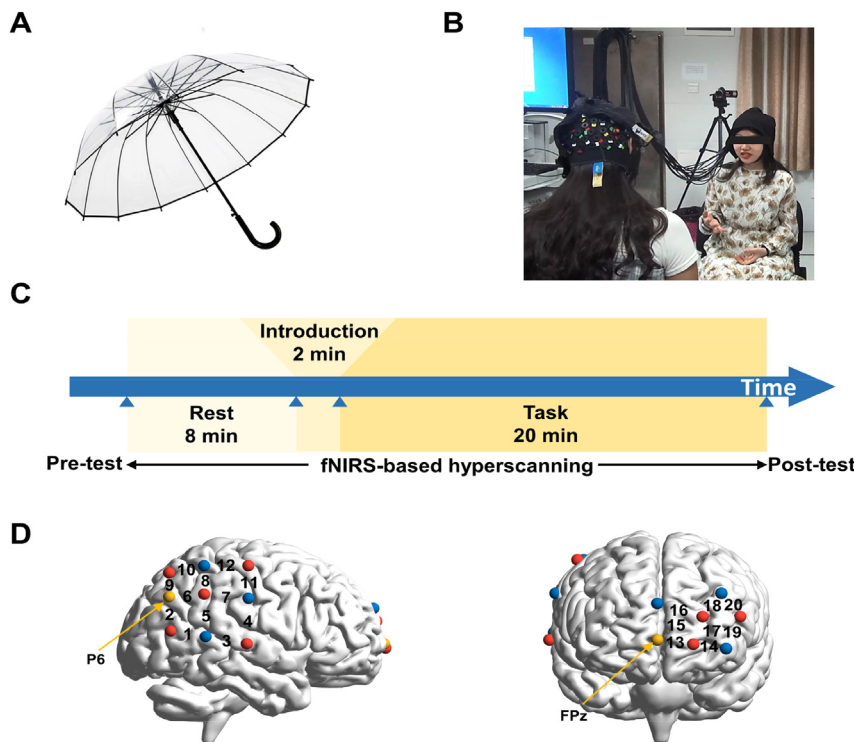 A
B
C
Introduction
2 min
Time
Rest
8 min
Task
20 min
Pre-test
fNIRS-based hyperscanning
Post-test
D
10 12
9 8 11
6 7
2 5 4
1 3
P6
16 18 20
15
17 19
13 14
FPz